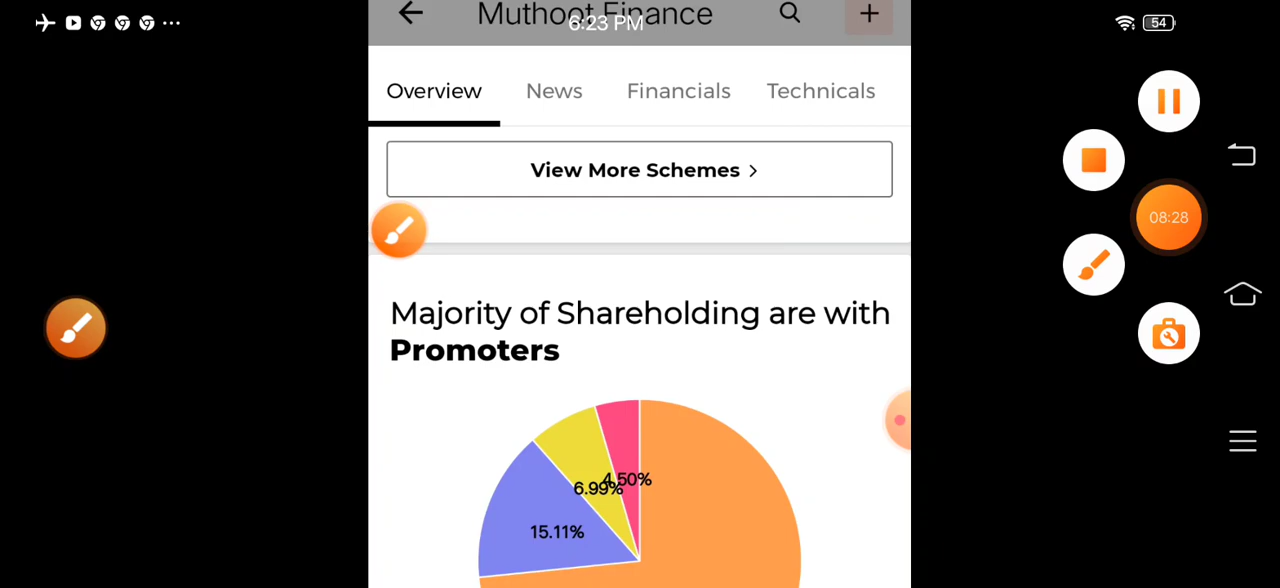 6:23 PM
54
Muthoot Finance
Overview News Financials Technicals
View More Schemes >
08:28
Majority of Shareholding are with
Promoters
4.50%
6.99%
15.11%